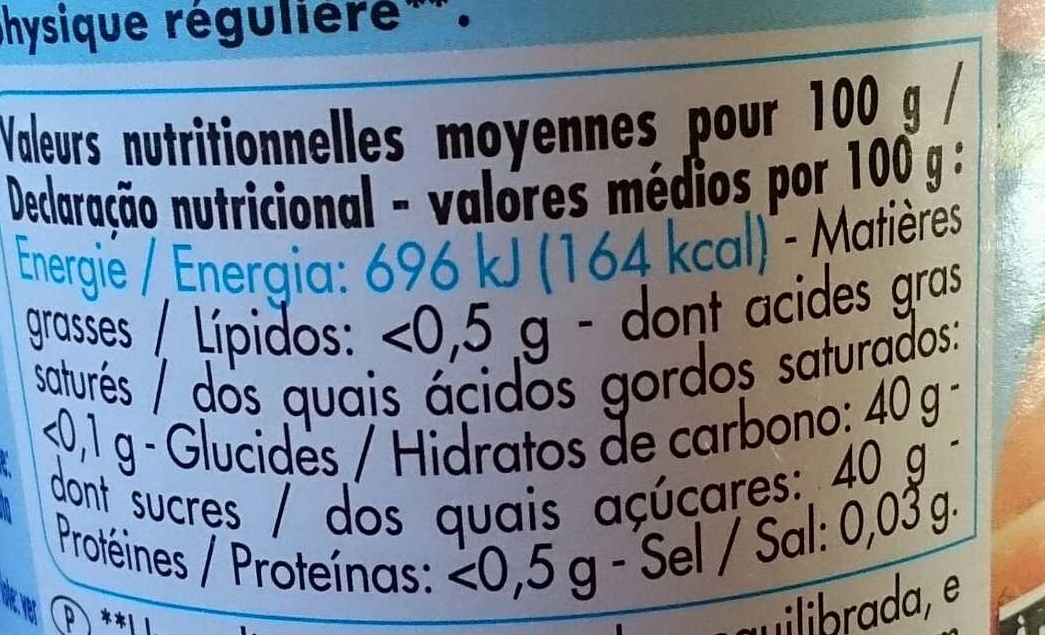 physique régulière**.
Valeurs nutritionnelles moyennes pour 100 g /
Declaração nutricional - valores médios por 100 g:
Energie / Energia: 696 kJ (164 kcal) - Matières
grasses / Lípidos: <0,5 g - dont acides gras
saturés / dos quais ácidos gordos saturados:
<0,1 g - Glucides / Hidratos de carbono: 40 g -
dont sucres / dos quais açúcares: 40 g -
Protéines / Proteínas: <0,5 g - Sel / Sal: 0,03 g.
P ** uilibrada, e